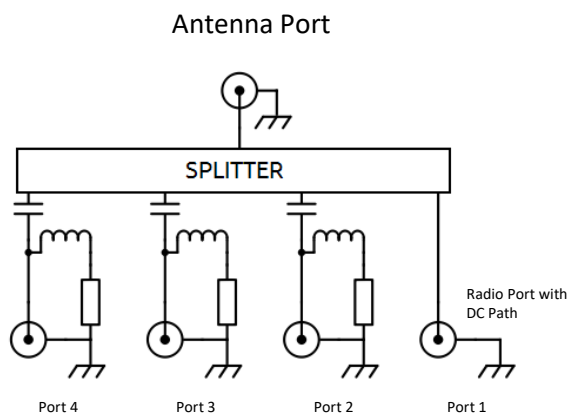 Antenna Port
SPLITTER
Radio Port with
DC Path
Port 4
Port 3
Port 2
Port 1